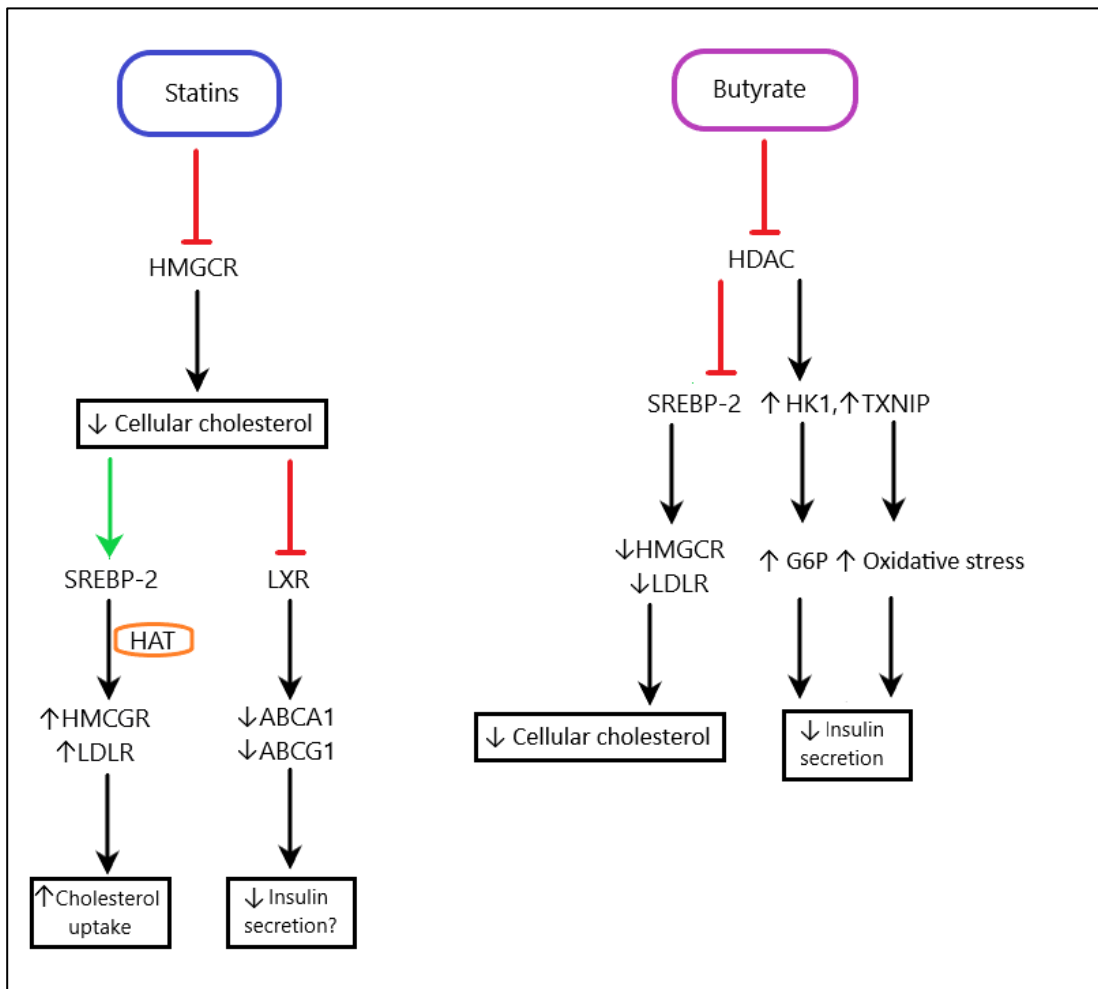 Statins
HMGCR
↓ Cellular cholesterol
SREBP-2
HAT
↑HMCGR
↑LDLR
↑Cholesterol
uptake
LXR
↓ABCA1
↓ABCG1
↓ Insulin
secretion?
Butyrate
HDAC
SREBP-2
↓HMGCR
↓LDLR
↓ Cellular cholesterol
↑ HK1,↑TXNIP
↑ G6P ↑ Oxidative stress
↓ Insulin
secretion